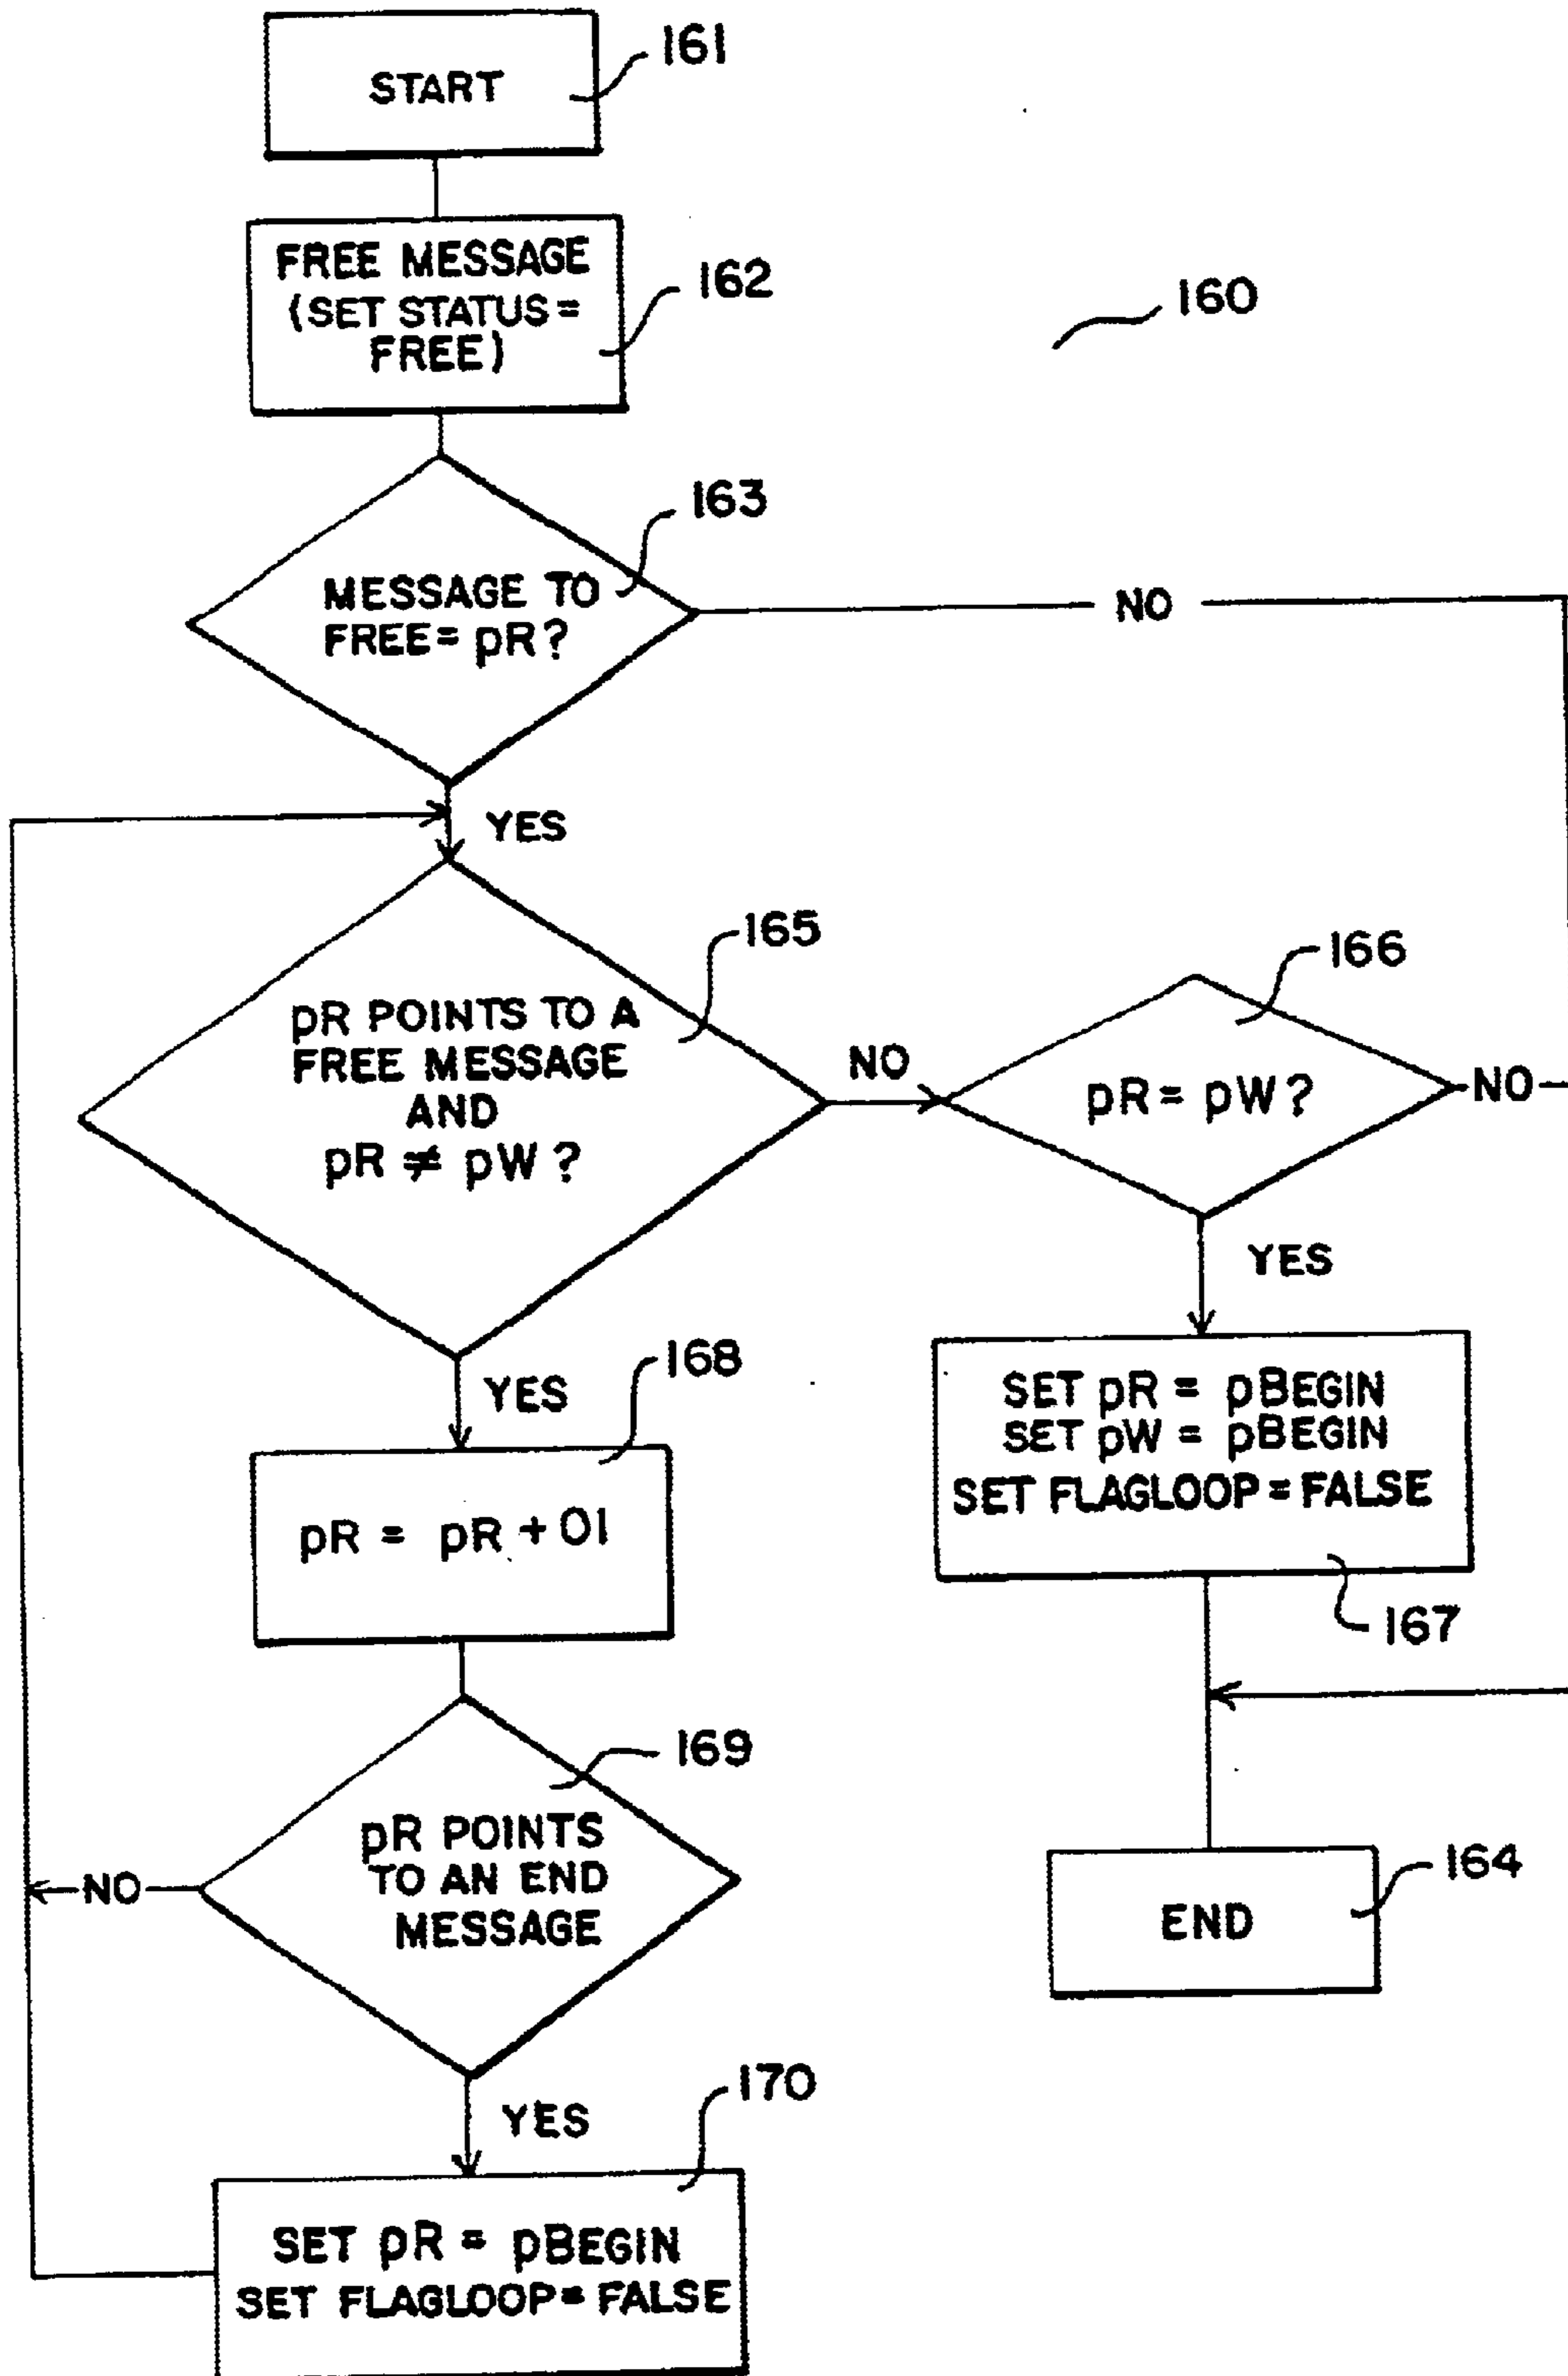 START
161
FREE MESSAGE
(SET STATUS =
FREE)
162
160
MESSAGE TO
FREE = pR?
163
NO
YES
pR POINTS TO A
FREE MESSAGE
AND
pR ≠ pW?
165
NO
pR = pW?
166
NO
YES
YES
SET pR = pBEGIN
SET pW = pBEGIN
SET FLAGLOOP = FALSE
167
pR = pR + 01
168
pR POINTS
TO AN END
MESSAGE
169
NO
YES
END
164
SET pR = pBEGIN
SET FLAGLOOP = FALSE
170